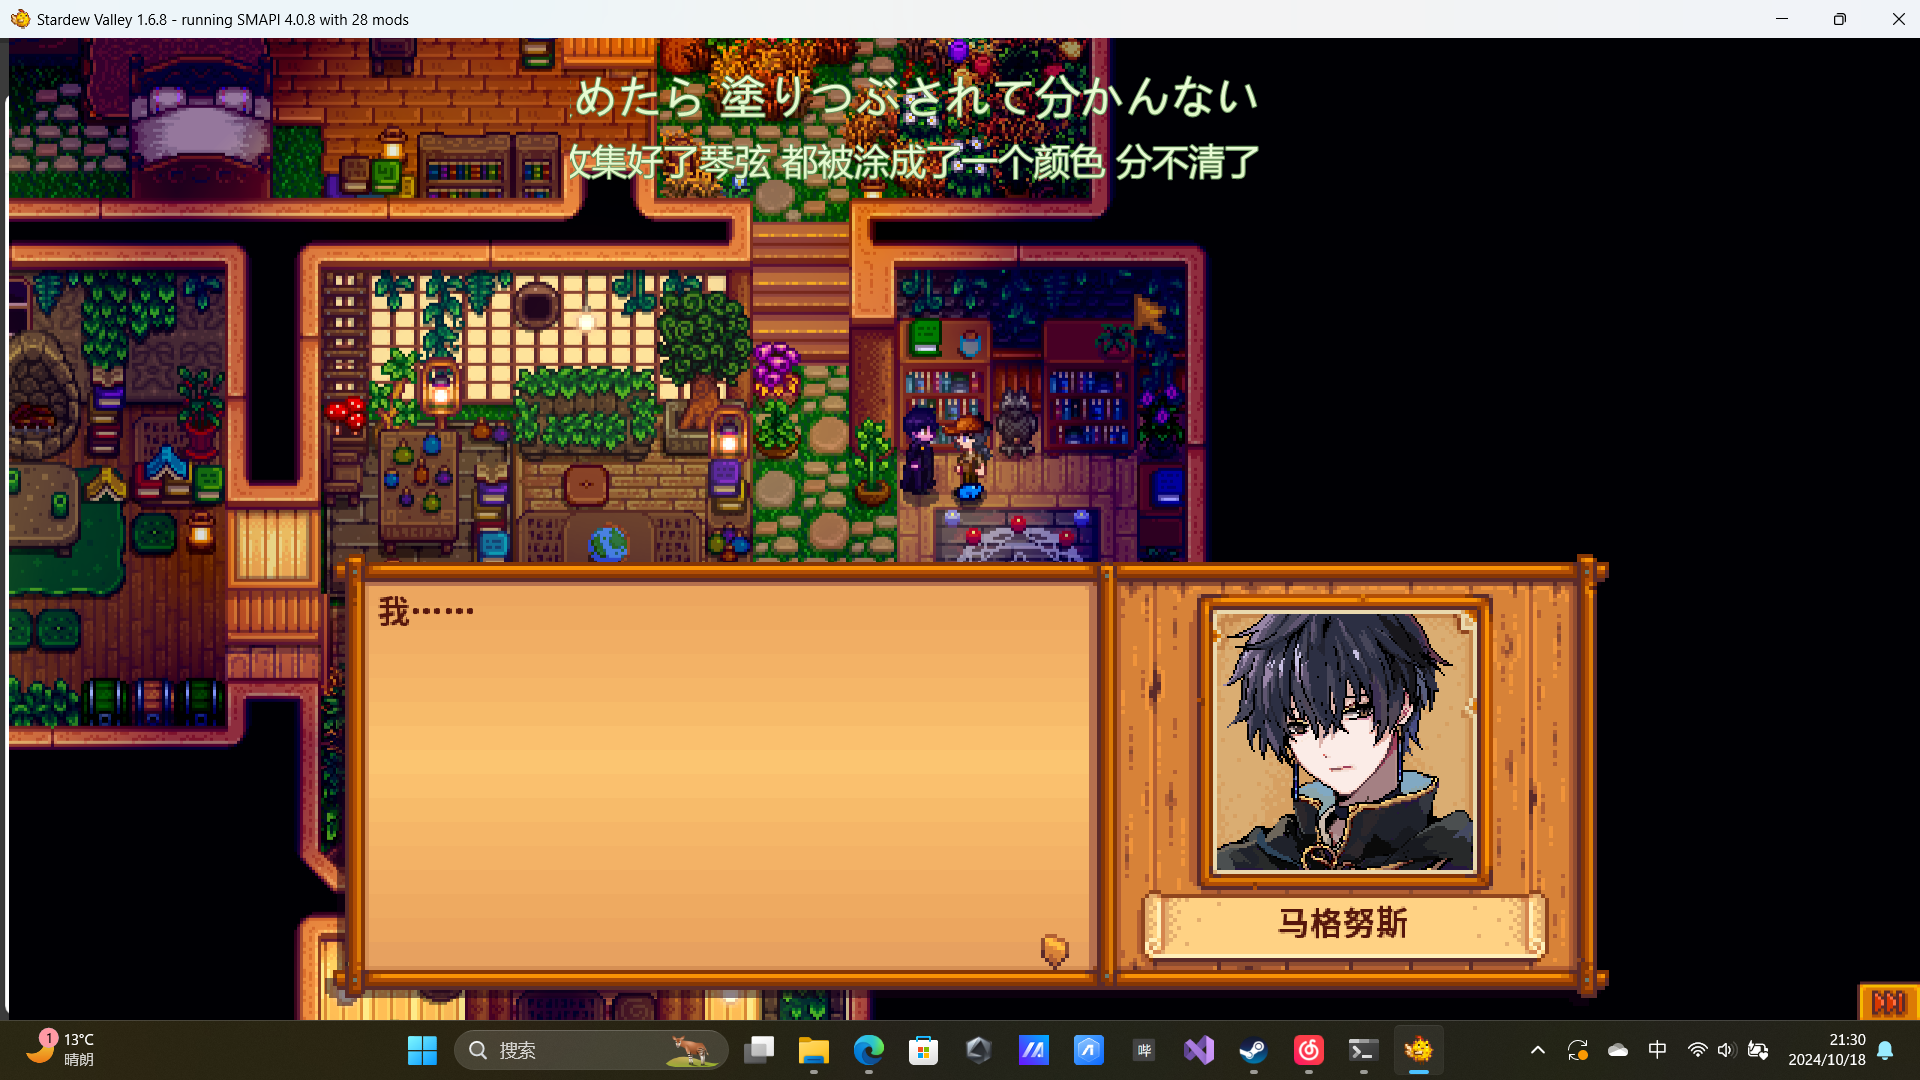 Stardew Valley 1.6.8 - running SMAPI 4.0.8 with 28 mods
めたら 塗りつぶされて分かんない
集好了琴弦 都被涂成了一个颜色 分不清了
我……
马格努斯
1
13°C
晴朗
搜索
哔
中
21:30
2024/10/18